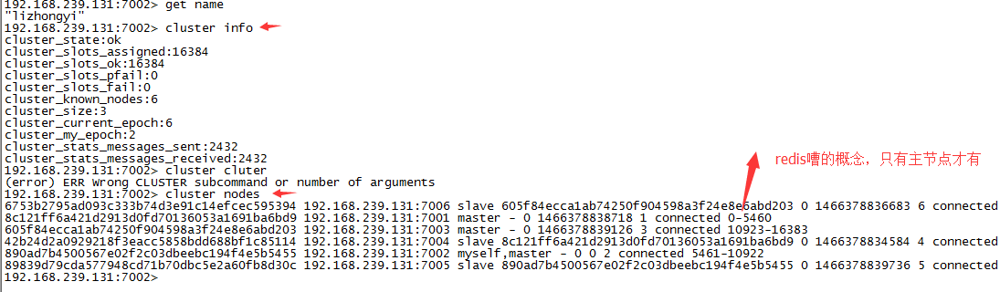 192.168.239.131:7002> get name
"lizhongyi"
192.168.239.131:7002> cluster info
cluster_state:ok
cluster_slots_assigned:16384
cluster_slots_ok:16384
cluster_slots_pfail:0
cluster_slots_fail:0
cluster_known_nodes:6
cluster_size:3
cluster_current_epoch:6
cluster_my_epoch:2
cluster_stats_messages_sent:2432
cluster_stats_messages_received:2432
redis嘈的概念，只有主节点才有
192.168.239.131:7002> cluster cluter
(error) ERR Wrong CLUSTER subcommand or number of arguments
192.168.239.131:7002> cluster nodes
6753b2795ad093c333b74d3e91c14efcec595394 192.168.239.131:7006 slave 605f84ecca1ab74250f904598a3f24e8e6abd203 0 1466378836683 6 connected
8c121ff6a421d2913d0fd70136053a1691ba6bd9 192.168.239.131:7001 master - 0 1466378838718 1 connected 0-5460
605f84ecca1ab74250f904598a3f24e8e6abd203 192.168.239.131:7003 master - 0 1466378839126 3 connected 10923-16383
42b24d2a0929218f3eacc5858bdd688bf1c85114 192.168.239.131:7004 slave 8c121ff6a421d2913d0fd70136053a1691ba6bd9 0 1466378834584 4 connected
890ad7b4500567e02f2c03dbeebc194f4e5b5455 192.168.239.131:7002 myself,master - 0 0 2 connected 5461-10922
89839d79cda577948cd71b70dbc5e2a60fb8d30c 192.168.239.131:7005 slave 890ad7b4500567e02f2c03dbeebc194f4e5b5455 0 1466378839736 5 connected
192.168.239.131:7002>